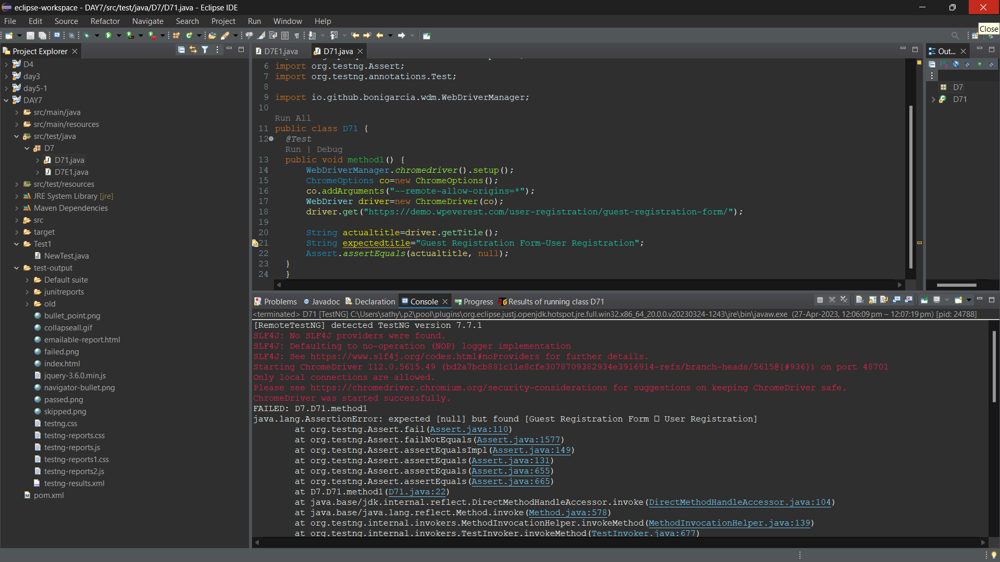 eclipse-workspace - DAY7/src/test/java/D7/D71.java - Eclipse IDE
File Edit Source Refactor Navigate Search Project Run Window Help
Close
Project Explorer
D4
day3
day5-1
DAY7
src/main/java
src/main/resources
src/test/java
D7
D71.java
D7E1.java
src/test/resources
JRE System Library [jre]
Maven Dependencies
src
target
Test1
NewTest.java
test-output
Default suite
junitreports
old
bullet_point.png
collapseall.gif
emailable-report.html
failed.png
index.html
jquery-3.6.0.min.js
navigator-bullet.png
passed.png
skipped.png
testng.css
testng-reports.css
testng-reports.js
testng-reports1.css
testng-reports2.js
testng-results.xml
pom.xml
D7E1.java D71.java
6 import org.testng.Assert;
7 import org.testng.annotations.Test;
8
9 import io.github.bonigarcia.wdm.WebDriverManager;
10
Run All
11 public class D71 {
12 @Test
Run | Debug
13 public void method1() {
14 WebDriverManager.chromedriver().setup();
15 ChromeOptions co=new ChromeOptions();
16 co.addArguments("--remote-allow-origins=*");
17 WebDriver driver=new ChromeDriver(co);
18 driver.get("https://demo.wpeverest.com/user-registration/guest-registration-form/");
19
20 String actualtitle=driver.getTitle();
21 String expectedtitle="Guest Registration Form-User Registration";
22 Assert.assertEquals(actualtitle, null);
23 }
24 }
Out...
D7
D71
Problems Javadoc Declaration Console Progress Results of running class D71
<terminated> D71 [TestNG] C:\Users\sathy\.p2\pool\plugins\org.eclipse.justj.openjdk.hotspot.jre.full.win32.x86_64_20.0.0.v20230324-1243\jre\bin\javaw.exe (27-Apr-2023, 12:06:09 pm – 12:07:19 pm) [pid: 24788]
[RemoteTestNG] detected TestNG version 7.7.1
SLF4J: No SLF4J providers were found.
SLF4J: Defaulting to no-operation (NOP) logger implementation
SLF4J: See https://www.slf4j.org/codes.html#noProviders for further details.
Starting ChromeDriver 112.0.5615.49 (bd2a7bcb881c11e8cfe3078709382934e3916914-refs/branch-heads/5615@{#936}) on port 48701
Only local connections are allowed.
Please see https://chromedriver.chromium.org/security-considerations for suggestions on keeping ChromeDriver safe.
ChromeDriver was started successfully.
FAILED: D7.D71.method1
java.lang.AssertionError: expected [null] but found [Guest Registration Form □ User Registration]
at org.testng.Assert.fail(Assert.java:110)
at org.testng.Assert.failNotEquals(Assert.java:1577)
at org.testng.Assert.assertEqualsImpl(Assert.java:149)
at org.testng.Assert.assertEquals(Assert.java:131)
at org.testng.Assert.assertEquals(Assert.java:655)
at org.testng.Assert.assertEquals(Assert.java:665)
at D7.D71.method1(D71.java:22)
at java.base/jdk.internal.reflect.DirectMethodHandleAccessor.invoke(DirectMethodHandleAccessor.java:104)
at java.base/java.lang.reflect.Method.invoke(Method.java:578)
at org.testng.internal.invokers.MethodInvocationHelper.invokeMethod(MethodInvocationHelper.java:139)
at org.testng.internal.invokers.TestInvoker.invokeMethod(TestInvoker.java:677)